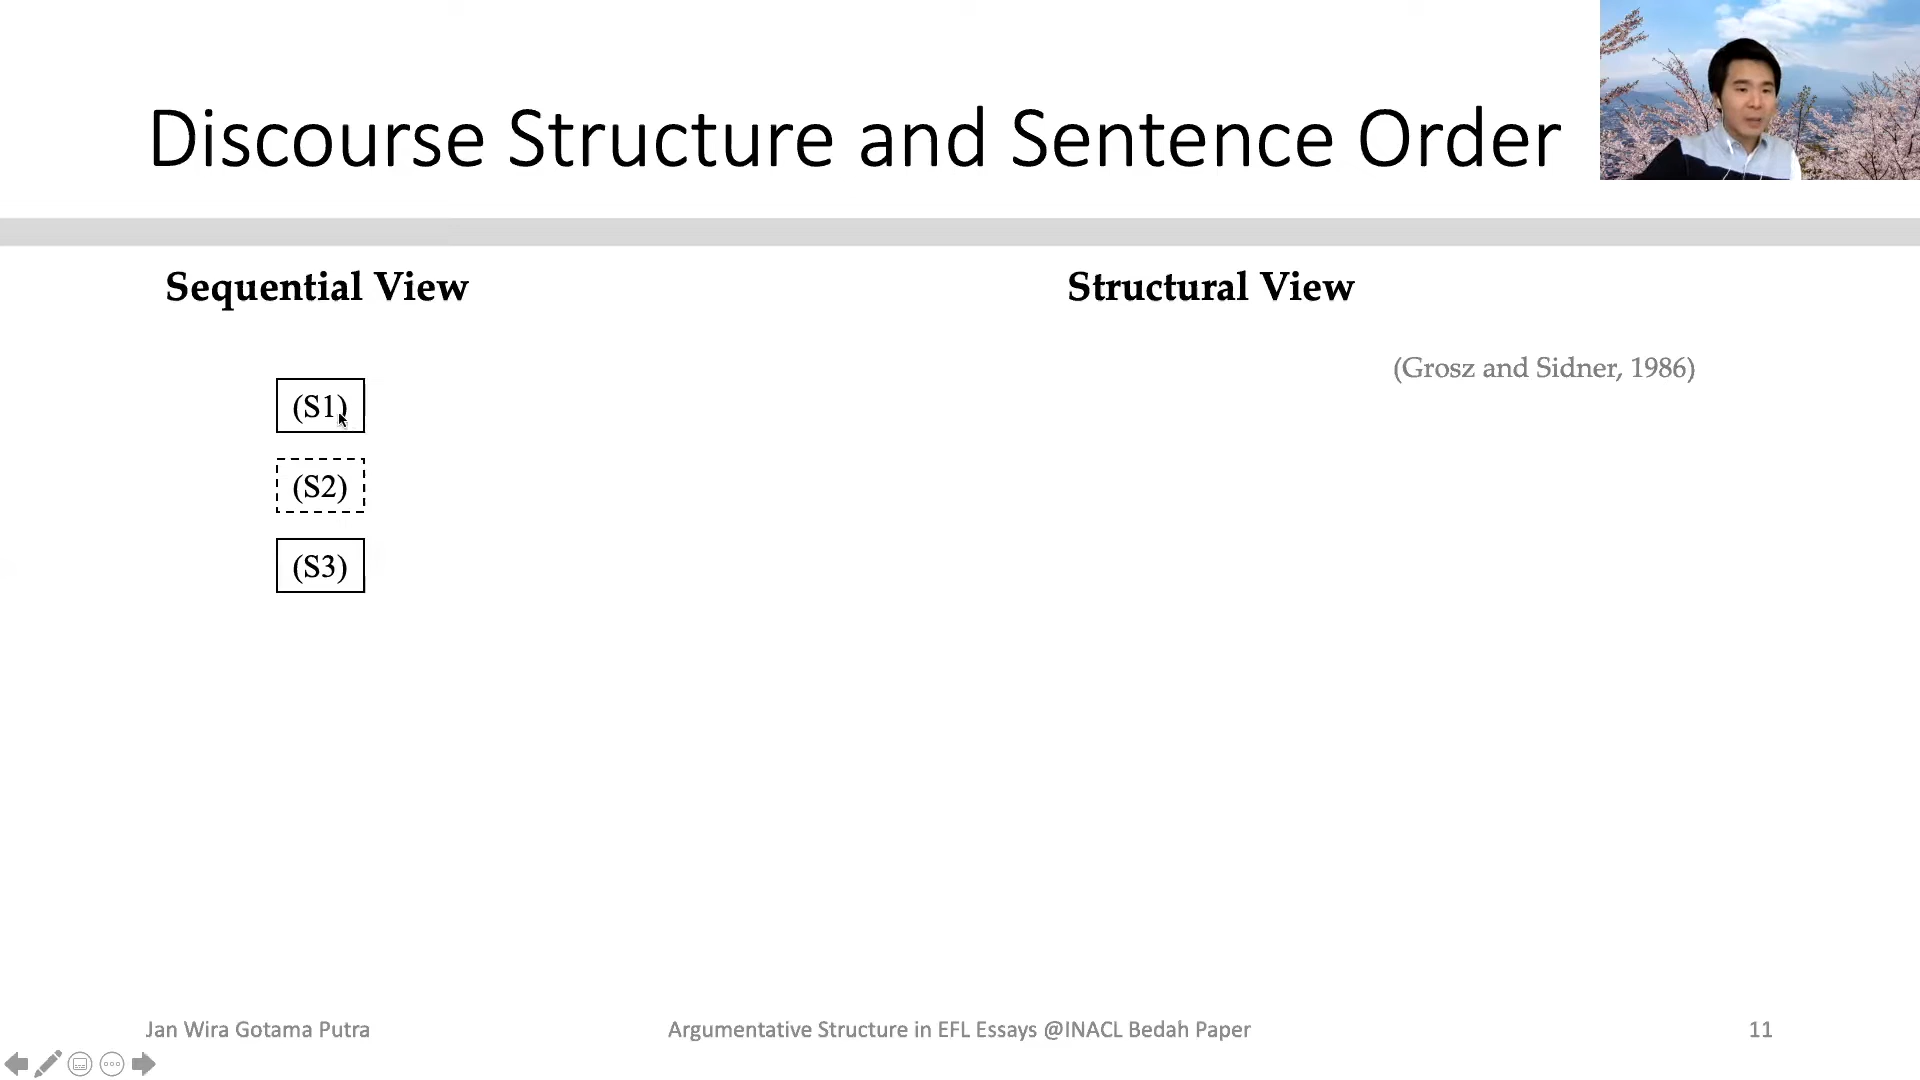 Discourse Structure and Sentence Order
Sequential View
Structural View
(Grosz and Sidner, 1986)
(S1)
(S2)
(S3)
Jan Wira Gotama Putra
Argumentative Structure in EFL Essays @INACL Bedah Paper
11